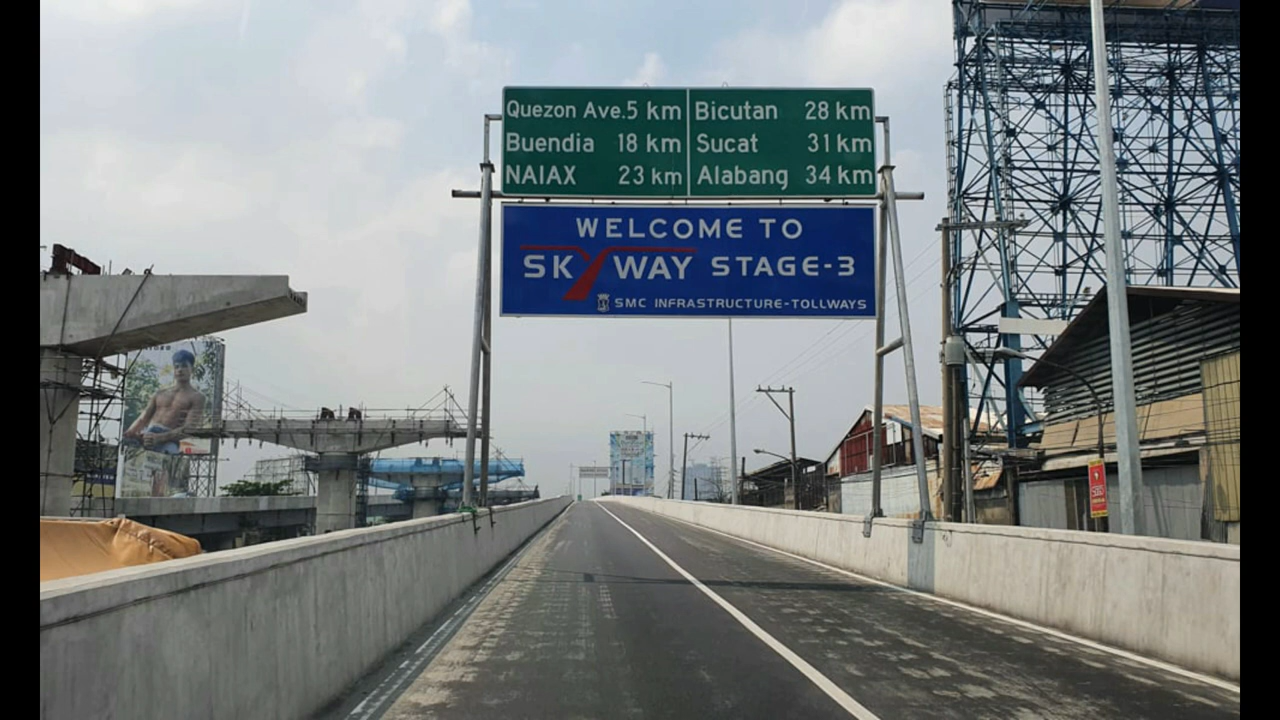 Quezon Ave. 5 km
Buendia 18 km
NAIAX 23 km
Bicutan 28 km
Sucat 31 km
Alabang 34 km
WELCOME TO
SKYWAY STAGE-3
SMC INFRASTRUCTURE-TOLLWAYS